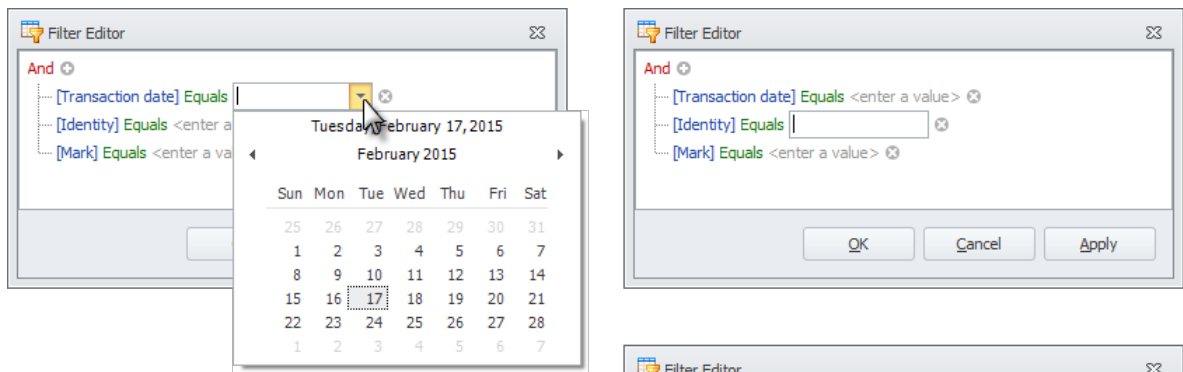 Filter Editor
And
[Transaction date] Equals
[Identity] Equals <enter a
[Mark] Equals <enter a va
Tuesday, February 17, 2015
February 2015
Sun Mon Tue Wed Thu Fri Sat
25 26 27 28 29 30 31
1 2 3 4 5 6 7
8 9 10 11 12 13 14
15 16 17 18 19 20 21
22 23 24 25 26 27 28
1 2 3 4 5 6 7
Filter Editor
And
[Transaction date] Equals <enter a value>
[Identity] Equals
[Mark] Equals <enter a value>
OK Cancel Apply
Filter Editor